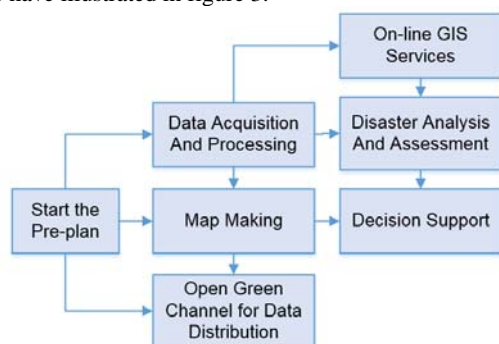 have illustrated in figure 3.
On-line GIS
Services
Data Acquisition
And Processing
Disaster Analysis
And Assessment
Start the
Pre-plan
Map Making
Decision Support
Open Green
Channel for Data
Distribution